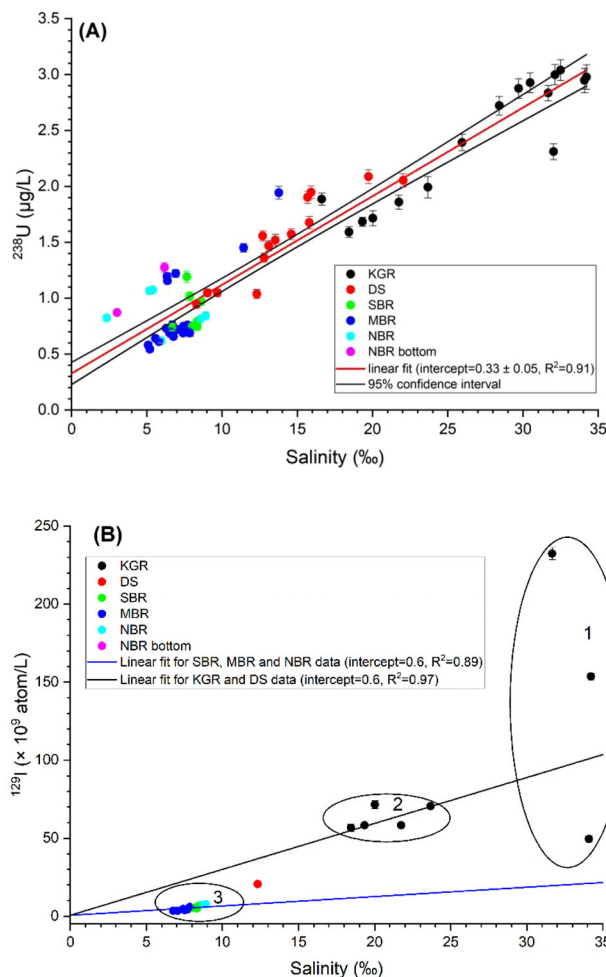 (A)
3.5
3.0
2.5
2.0
1.5
1.0
0.5
0.0
²³⁸U (µg/L)
KGR
DS
SBR
MBR
NBR
NBR bottom
linear fit (intercept=0.33 ± 0.05, R²=0.91)
95% confidence interval
0 5 10 15 20 25 30 35
Salinity (‰)
(B)
250
200
150
100
50
0
¹²⁹I (× 10⁹ atom/L)
KGR
DS
SBR
MBR
NBR
NBR bottom
Linear fit for SBR, MBR and NBR data (intercept=0.6, R²=0.89)
Linear fit for KGR and DS data (intercept=0.6, R²=0.97)
1
2
3
0 5 10 15 20 25 30 35
Salinity (‰)